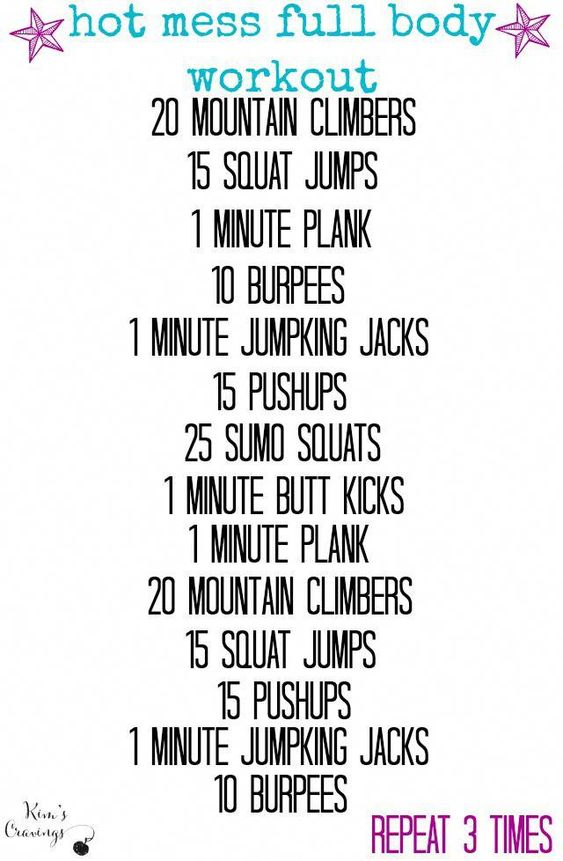 hot mess full body
workout
20 MOUNTAIN CLIMBERS
15 SQUAT JUMPS
1 MINUTE PLANK
10 BURPEES
1 MINUTE JUMPKING JACKS
15 PUSHUPS
25 SUMO SQUATS
1 MINUTE BUTT KICKS
1 MINUTE PLANK
20 MOUNTAIN CLIMBERS
15 SQUAT JUMPS
15 PUSHUPS
1 MINUTE JUMPKING JACKS
10 BURPEES
Kim's
Cravings
REPEAT 3 TIMES